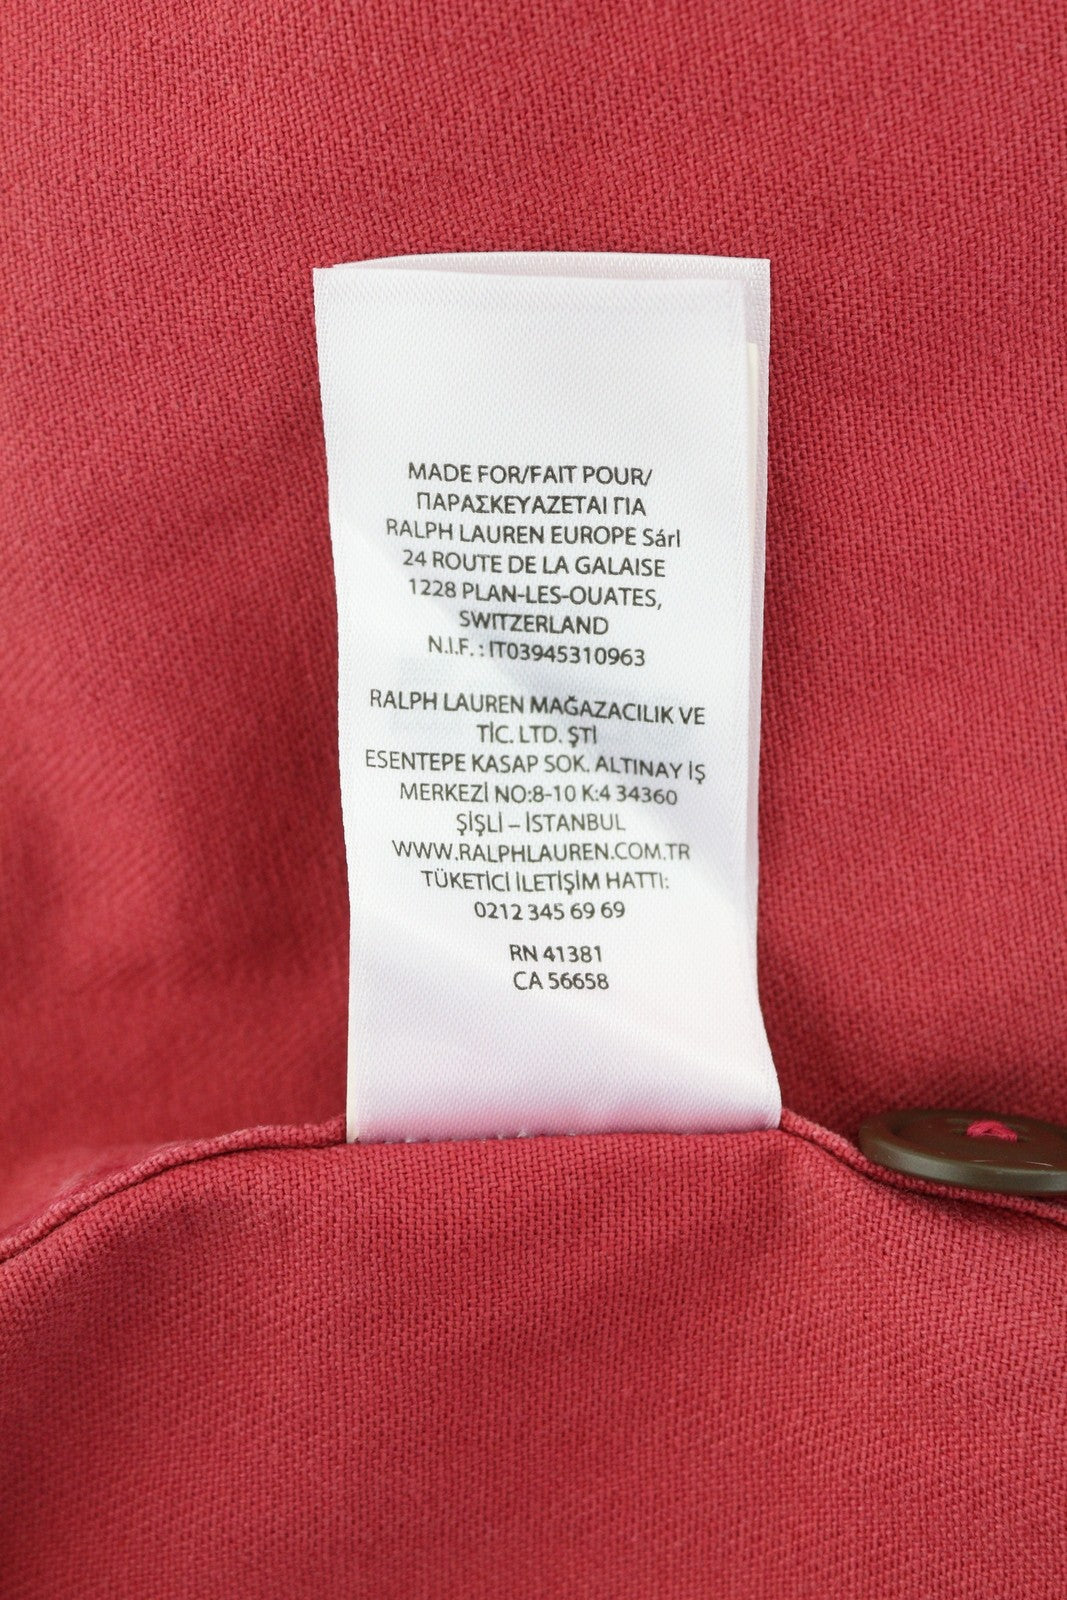 MADE FOR/FAIT POUR/
ΠΑΡΑΣΚΕΥΑΖΕΤΑΙ ΓΙΑ
RALPH LAUREN EUROPE Sárl
24 ROUTE DE LA GALAISE
1228 PLAN-LES-OUATES,
SWITZERLAND
N.I.F. : IT03945310963
RALPH LAUREN MAĞAZACILIK VE
TİC. LTD. ŞTİ
ESENTEPE KASAP SOK. ALTINAY İŞ
MERKEZİ NO:8-10 K:4 34360
ŞİŞLİ – İSTANBUL
WWW.RALPHLAUREN.COM.TR
TÜKETİCİ İLETİŞİM HATTI:
0212 345 69 69
RN 41381
CA 56658